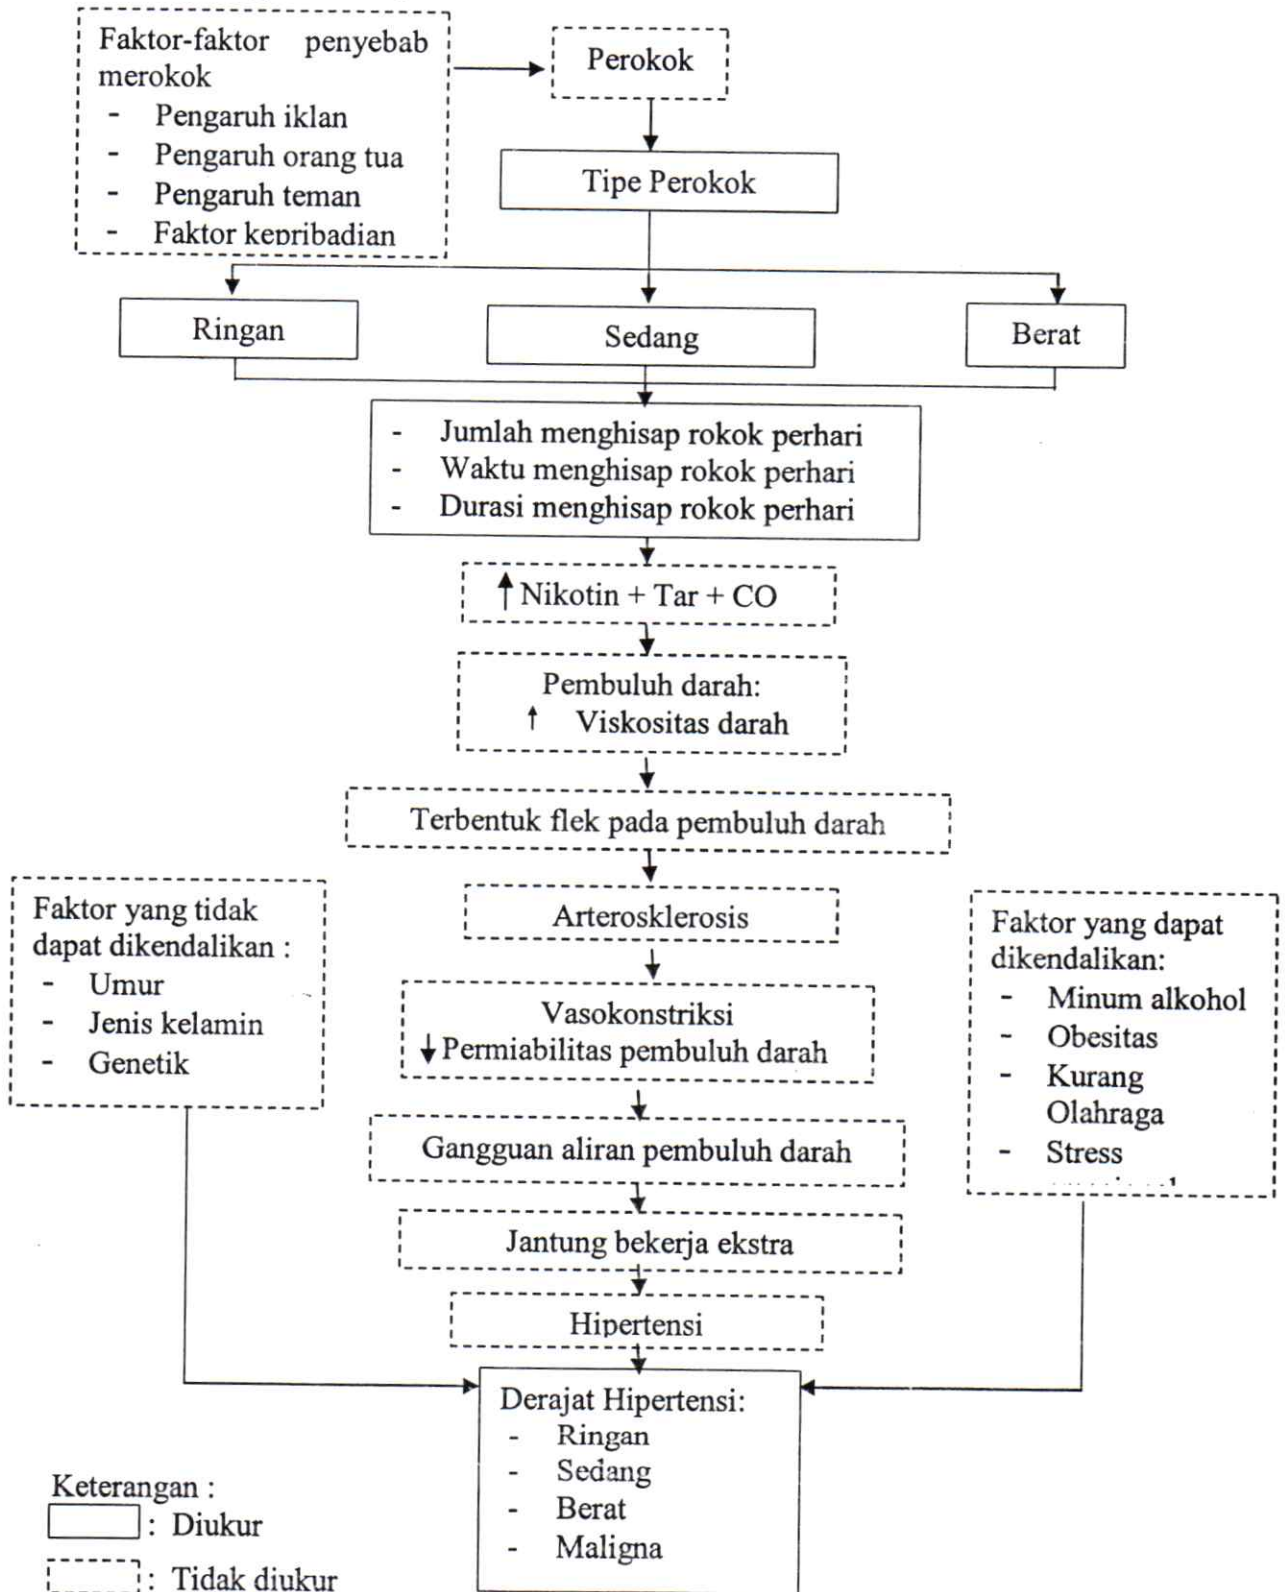 Faktor-faktor penyebab
merokok
- Pengaruh iklan
- Pengaruh orang tua
- Pengaruh teman
- Faktor kepribadian
Perokok
Tipe Perokok
Ringan
Sedang
Berat
- Jumlah menghisap rokok perhari
- Waktu menghisap rokok perhari
- Durasi menghisap rokok perhari
↑ Nikotin + Tar + CO
Pembuluh darah:
↑ Viskositas darah
Terbentuk flek pada pembuluh darah
Arterosklerosis
Vasokonstriksi
↓ Permiabilitas pembuluh darah
Gangguan aliran pembuluh darah
Jantung bekerja ekstra
Hipertensi
Faktor yang tidak
dapat dikendalikan :
- Umur
- Jenis kelamin
- Genetik
Faktor yang dapat
dikendalikan:
- Minum alkohol
- Obesitas
- Kurang
Olahraga
- Stress
Derajat Hipertensi:
- Ringan
- Sedang
- Berat
- Maligna
Keterangan :
: Diukur
: Tidak diukur